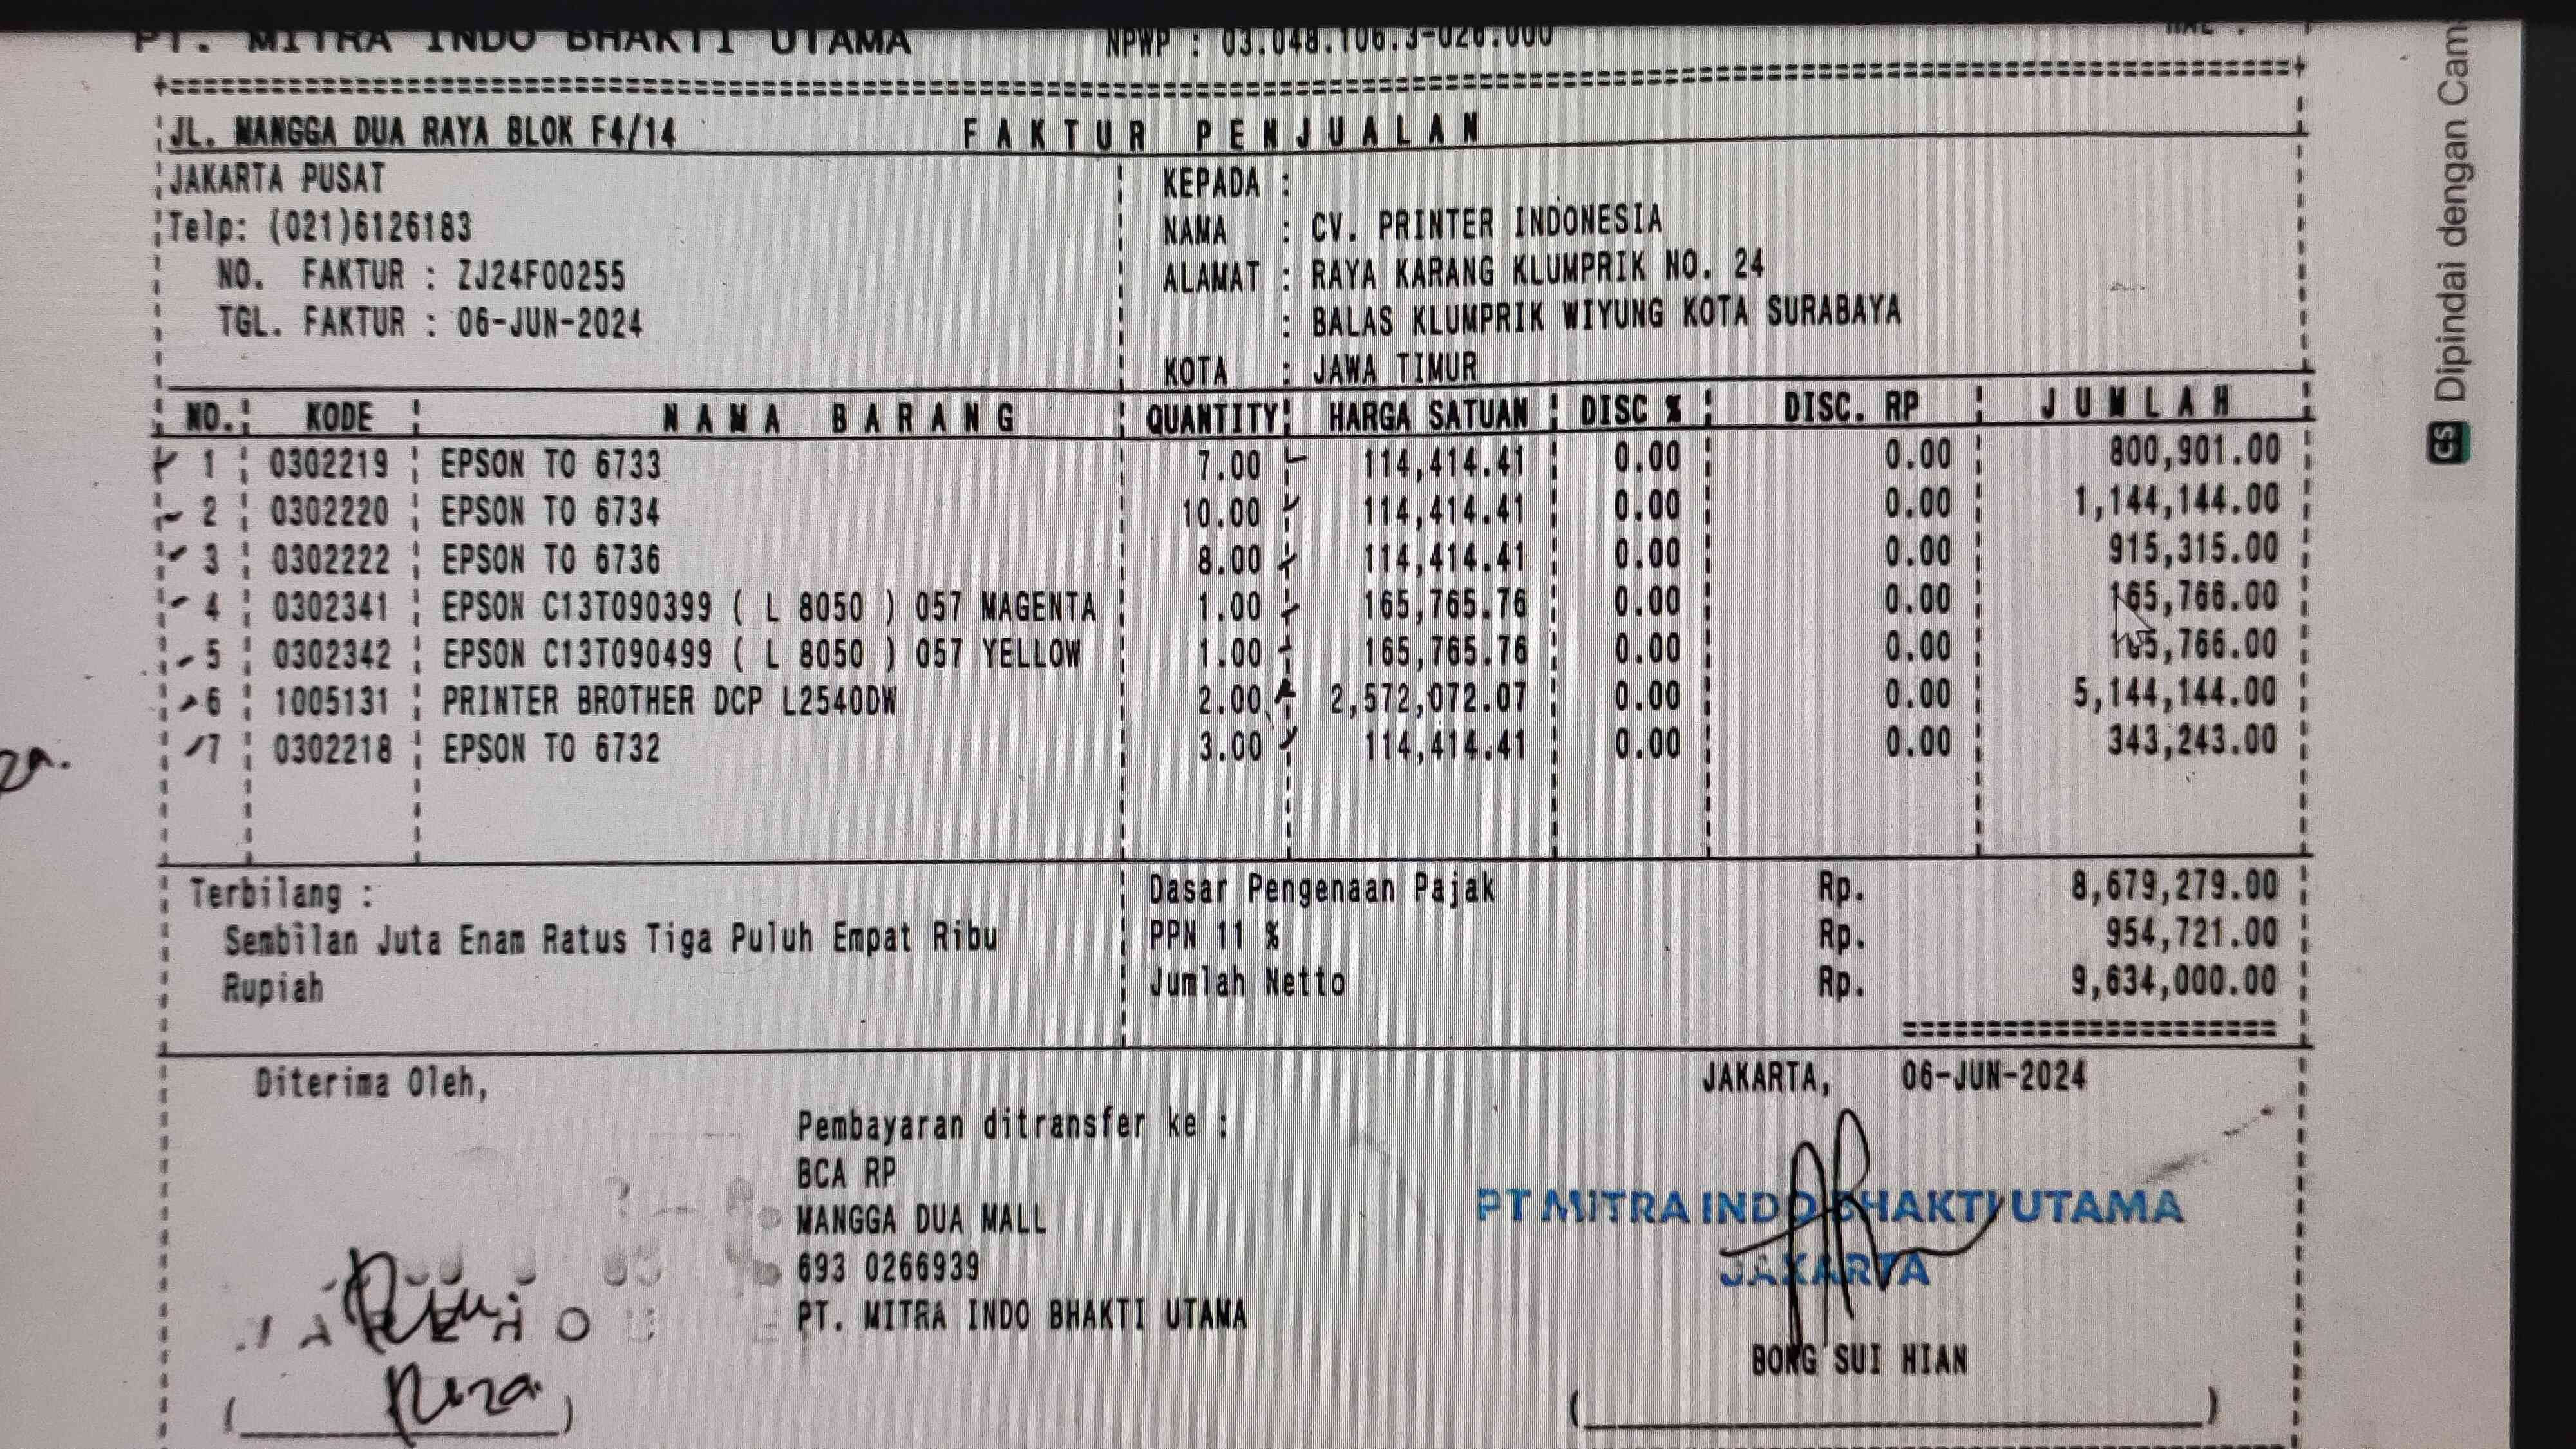 PT. MITRA INDO BHAKTI UTAMA NPWP : 03.048.106.3-026.000
JL. MANGGA DUA RAYA BLOK F4/14 FAKTUR PENJUALAN
JAKARTA PUSAT KEPADA :
Telp: (021)6126183 NAMA : CV. PRINTER INDONESIA
NO. FAKTUR : ZJ24F00255 ALAMAT : RAYA KARANG KLUMPRIK NO. 24
TGL. FAKTUR : 06-JUN-2024 : BALAS KLUMPRIK WIYUNG KOTA SURABAYA
KOTA : JAWA TIMUR
NO. KODE NAMA BARANG QUANTITY HARGA SATUAN DISC % DISC. RP JUMLAH
1 0302219 EPSON TO 6733 7.00 114,414.41 0.00 0.00 800,901.00
2 0302220 EPSON TO 6734 10.00 114,414.41 0.00 0.00 1,144,144.00
3 0302222 EPSON TO 6736 8.00 114,414.41 0.00 0.00 915,315.00
4 0302341 EPSON C13T090399 ( L 8050 ) 057 MAGENTA 1.00 165,765.76 0.00 0.00 165,766.00
5 0302342 EPSON C13T090499 ( L 8050 ) 057 YELLOW 1.00 165,765.76 0.00 0.00 165,766.00
6 1005131 PRINTER BROTHER DCP L2540DW 2.00 2,572,072.07 0.00 0.00 5,144,144.00
7 0302218 EPSON TO 6732 3.00 114,414.41 0.00 0.00 343,243.00
Terbilang : Dasar Pengenaan Pajak Rp. 8,679,279.00
Sembilan Juta Enam Ratus Tiga Puluh Empat Ribu PPN 11 % Rp. 954,721.00
Rupiah Jumlah Netto Rp. 9,634,000.00
Diterima Oleh, JAKARTA, 06-JUN-2024
Pembayaran ditransfer ke :
BCA RP
MANGGA DUA MALL
693 0266939
PT. MITRA INDO BHAKTI UTAMA
PT MITRA INDO BHAKTI UTAMA
JAKARTA
BONG SUI HIAN
Reza
CS Dipindai dengan Cam